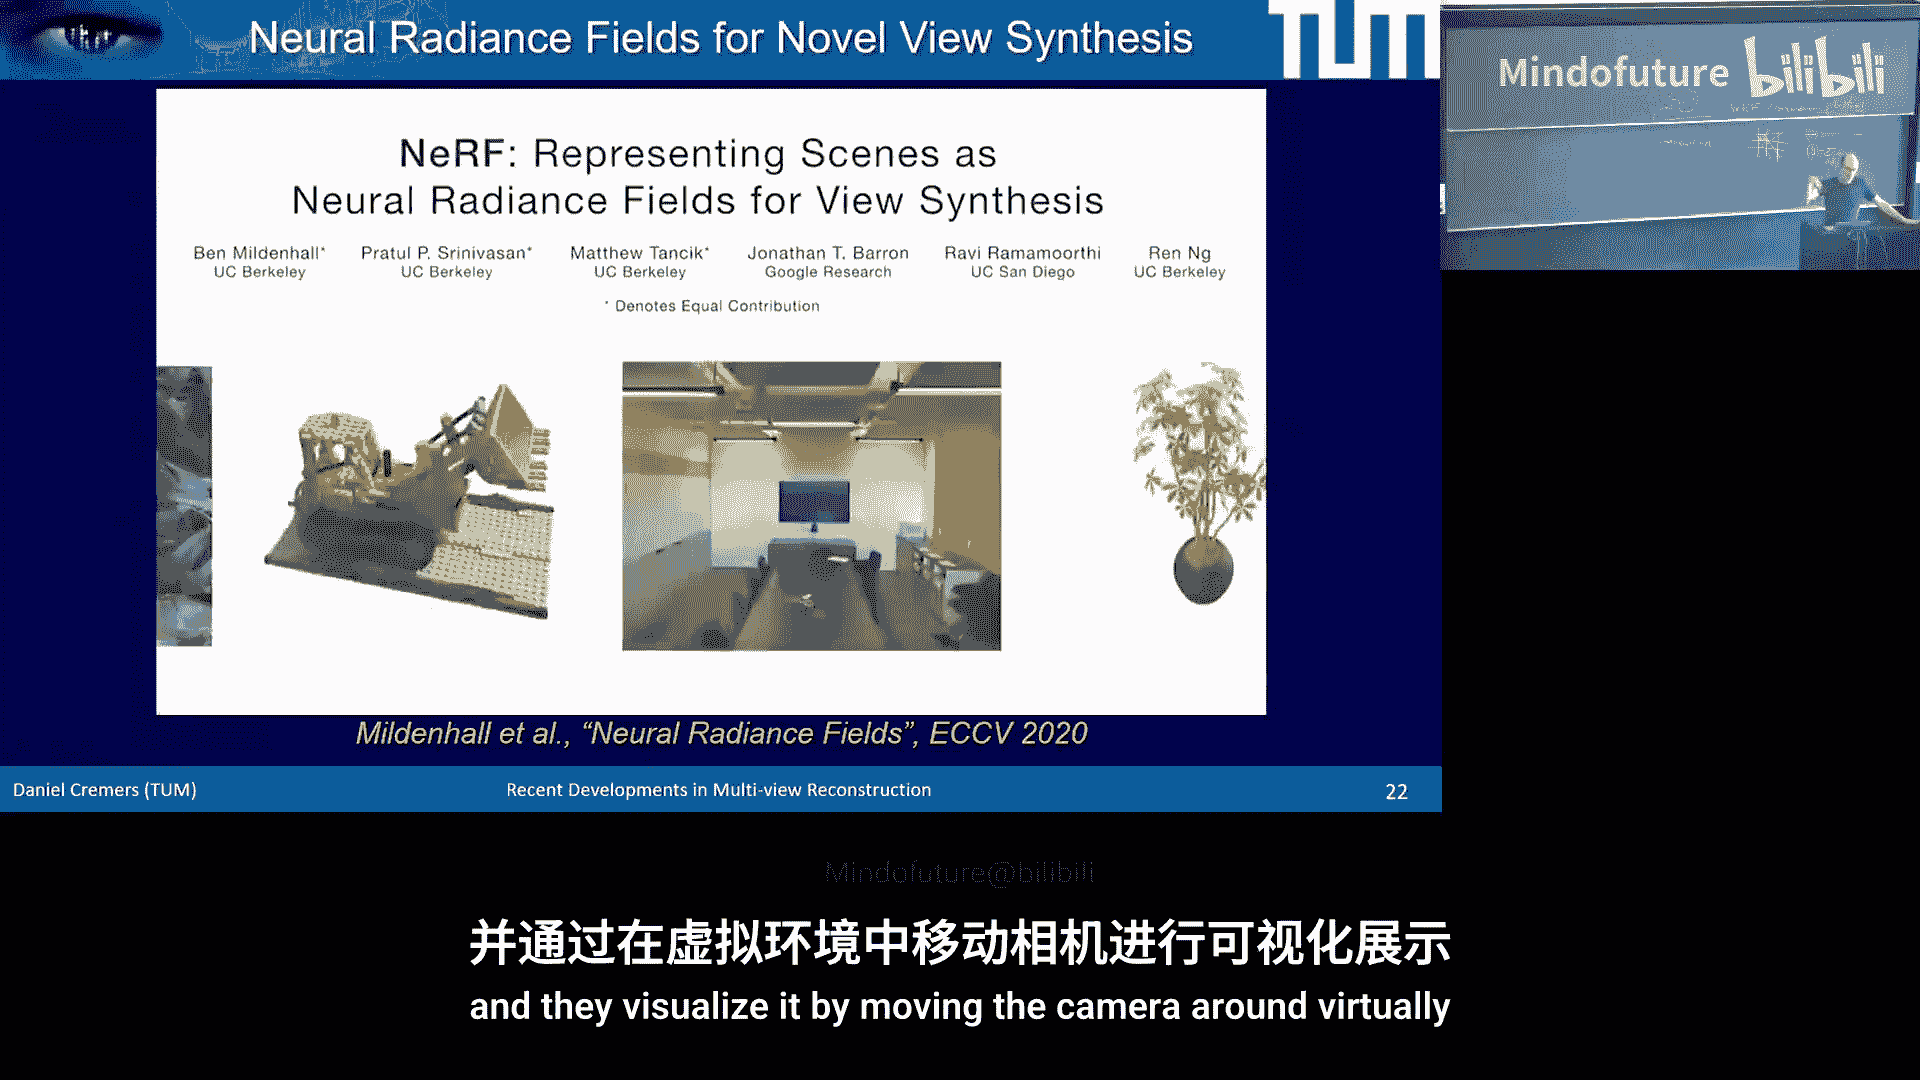 Neural Radiance Fields for Novel View Synthesis
TUM
Mindofuture bilibili
NeRF: Representing Scenes as
Neural Radiance Fields for View Synthesis
Ben Mildenhall* Pratul P. Srinivasan* Matthew Tancik* Jonathan T. Barron Ravi Ramamoorthi Ren Ng
UC Berkeley UC Berkeley UC Berkeley Google Research UC San Diego UC Berkeley
* Denotes Equal Contribution
Mildenhall et al., “Neural Radiance Fields”, ECCV 2020
Daniel Cremers (TUM) Recent Developments in Multi-view Reconstruction 22
Mindofuture@bilibili
并通过在虚拟环境中移动相机进行可视化展示
and they visualize it by moving the camera around virtually